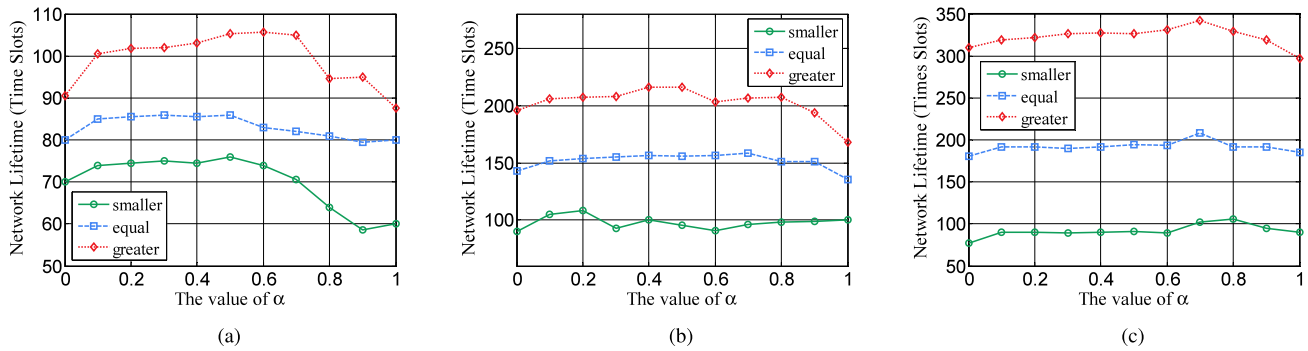 Network Lifetime (Time Slots)
110
100
90
80
70
60
50
smaller
equal
greater
0 0.2 0.4 0.6 0.8 1
The value of α
(a)
Network Lifetime (Time Slots)
250
200
150
100
smaller
equal
greater
0 0.2 0.4 0.6 0.8 1
The value of α
(b)
Network Lifetime (Times Slots)
350
300
250
200
150
100
50
smaller
equal
greater
0 0.2 0.4 0.6 0.8 1
The value of α
(c)